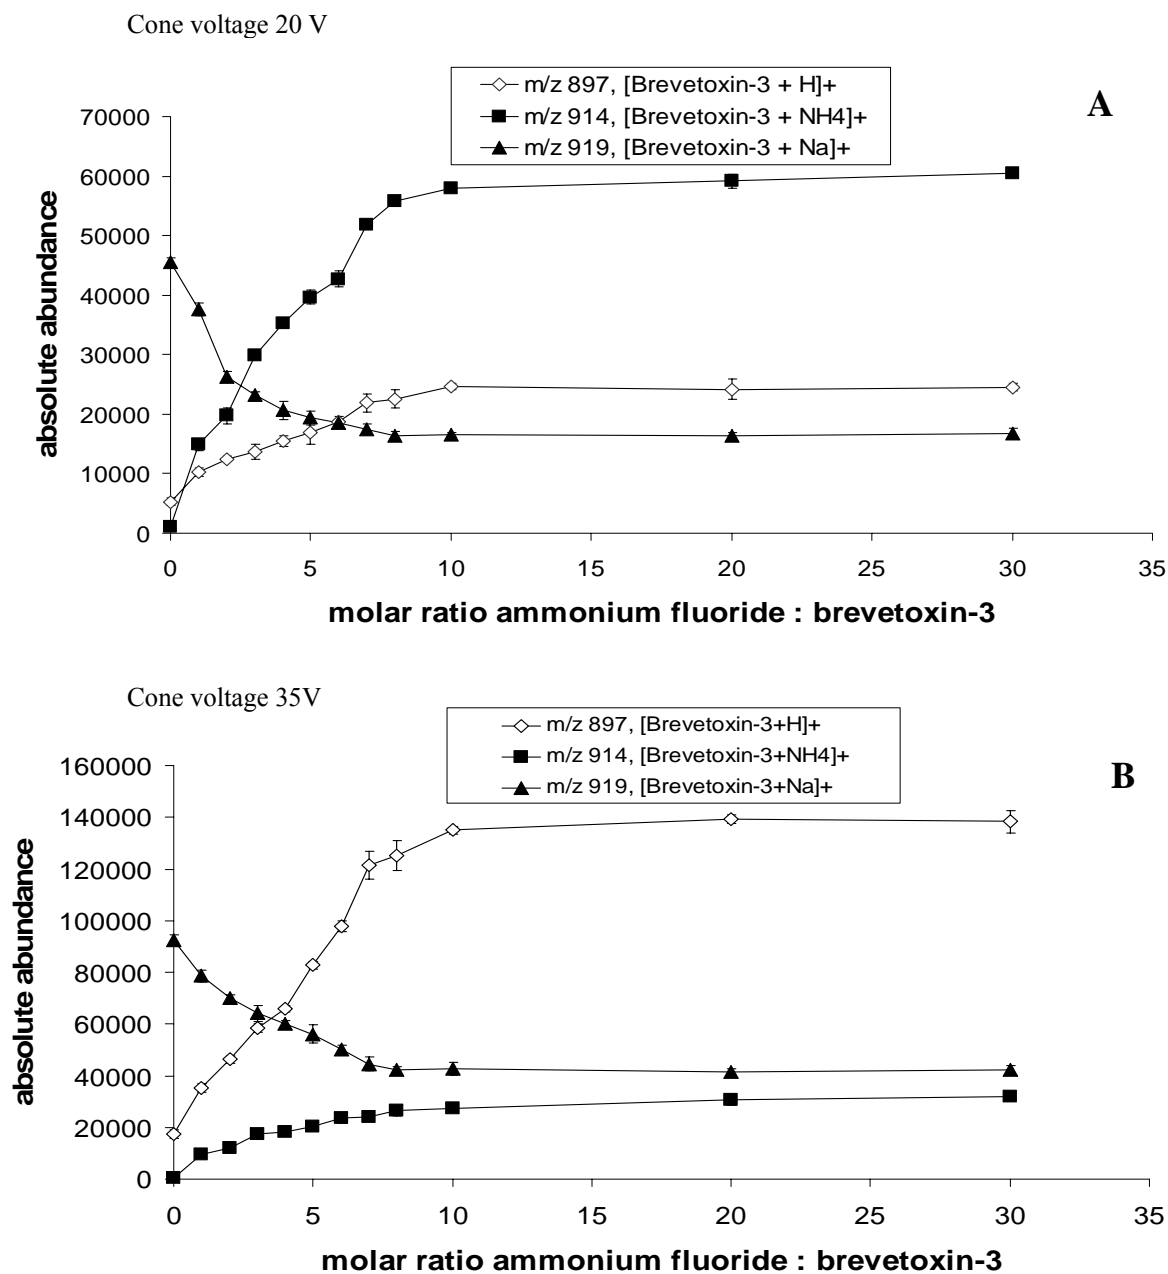 Cone voltage 20 V
m/z 897, [Brevetoxin-3 + H]+
m/z 914, [Brevetoxin-3 + NH4]+
m/z 919, [Brevetoxin-3 + Na]+
A
70000
60000
50000
40000
30000
20000
10000
0
absolute abundance
0 5 10 15 20 25 30 35
molar ratio ammonium fluoride : brevetoxin-3
Cone voltage 35V
m/z 897, [Brevetoxin-3+H]+
m/z 914, [Brevetoxin-3+NH4]+
m/z 919, [Brevetoxin-3+Na]+
B
160000
140000
120000
100000
80000
60000
40000
20000
0
absolute abundance
0 5 10 15 20 25 30 35
molar ratio ammonium fluoride : brevetoxin-3